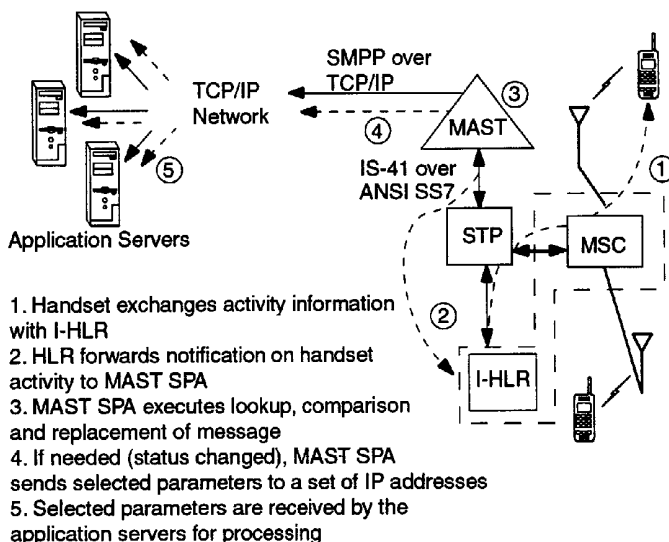 SMPP over
TCP/IP
TCP/IP
Network
3
MAST
4
5
IS-41 over
ANSI SS7
1
Application Servers
STP
MSC
2
I-HLR
1. Handset exchanges activity information
with I-HLR
2. HLR forwards notification on handset
activity to MAST SPA
3. MAST SPA executes lookup, comparison
and replacement of message
4. If needed (status changed), MAST SPA
sends selected parameters to a set of IP addresses
5. Selected parameters are received by the
application servers for processing